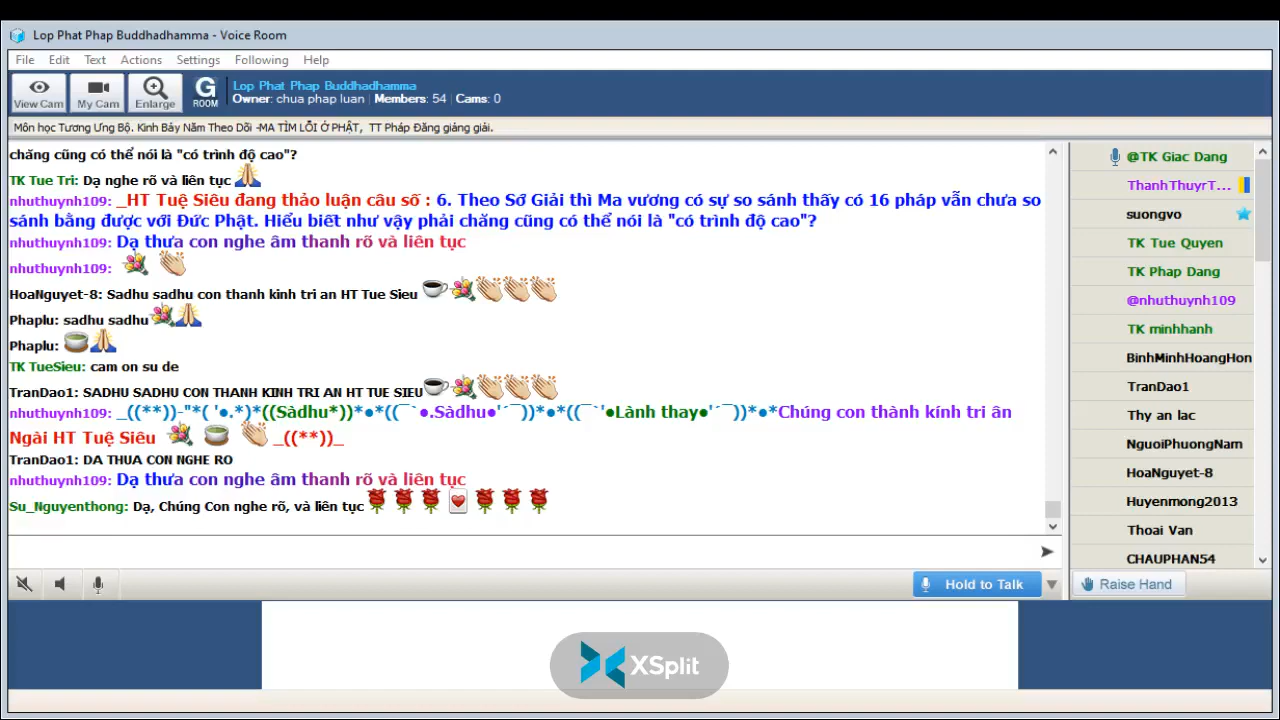 Lop Phat Phap Buddhadhamma - Voice Room
File Edit Text Actions Settings Following Help
View Cam My Cam Enlarge G ROOM
Lop Phat Phap Buddhadhamma
Owner: chua phap luan | Members: 54 | Cams: 0
Môn học Tương Ưng Bộ. Kinh Bảy Năm Theo Dõi -MA TÌM LỖI Ở PHẬT, TT Pháp Đăng giảng giải.
chăng cũng có thể nói là "có trình độ cao"?
TK Tue Tri: Dạ nghe rõ và liên tục
nhuthuynh109: _HT Tuệ Siêu đang thảo luận câu số : 6. Theo Sớ Giải thì Ma vương có sự so sánh thấy có 16 pháp vẫn chưa so
sánh bằng được với Đức Phật. Hiểu biết như vậy phải chăng cũng có thể nói là "có trình độ cao"?
nhuthuynh109: Dạ thưa con nghe âm thanh rõ và liên tục
nhuthuynh109:
HoaNguyet-8: Sadhu sadhu con thanh kinh tri an HT Tue Sieu
Phaplu: sadhu sadhu
Phaplu:
TK TueSieu: cam on su de
TranDao1: SADHU SADHU CON THANH KINH TRI AN HT TUE SIEU
nhuthuynh109: _((**))-"*( '●.*)*((Sàdhu*))*●*((¯`●.Sàdhu●'´¯))*●*((¯`'●Lành thay●'´¯))*●*Chúng con thành kính tri ân
Ngài HT Tuệ Siêu _((**))_
TranDao1: DA THUA CON NGHE RO
nhuthuynh109: Dạ thưa con nghe âm thanh rõ và liên tục
Su_Nguyenthong: Dạ, Chúng Con nghe rõ, và liên tục
@TK Giac Dang
ThanhThuyrT...
suongvo
TK Tue Quyen
TK Phap Dang
@nhuthuynh109
TK minhhanh
BinhMinhHoangHon
TranDao1
Thy an lac
NguoiPhuongNam
HoaNguyet-8
Huyenmong2013
Thoai Van
CHAUPHAN54
Hold to Talk
Raise Hand
XSplit